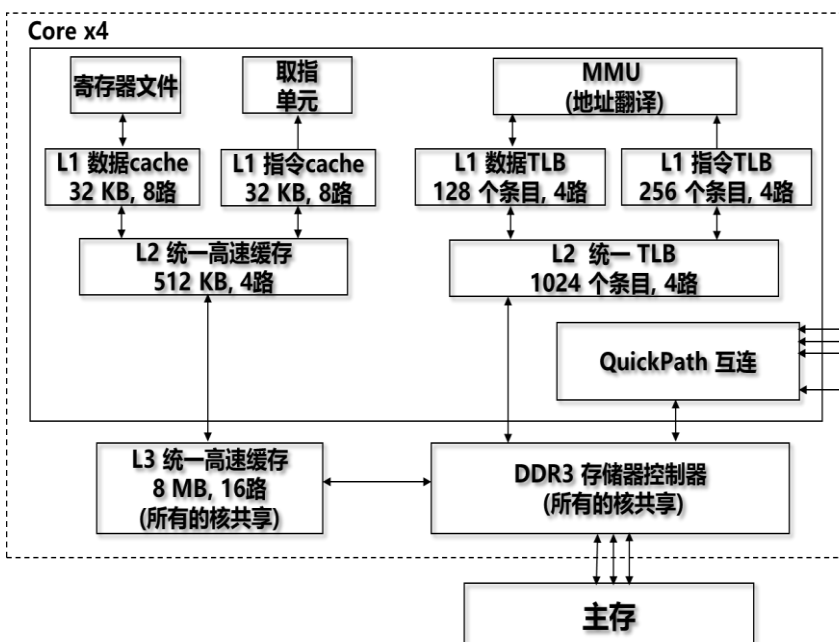 Core x4
寄存器文件
取指
单元
MMU
(地址翻译)
L1 数据cache
32 KB, 8路
L1 指令cache
32 KB, 8路
L1 数据TLB
128 个条目, 4路
L1 指令TLB
256 个条目, 4路
L2 统一高速缓存
512 KB, 4路
L2 统一 TLB
1024 个条目, 4路
QuickPath 互连
L3 统一高速缓存
8 MB, 16路
(所有的核共享)
DDR3 存储器控制器
(所有的核共享)
主存